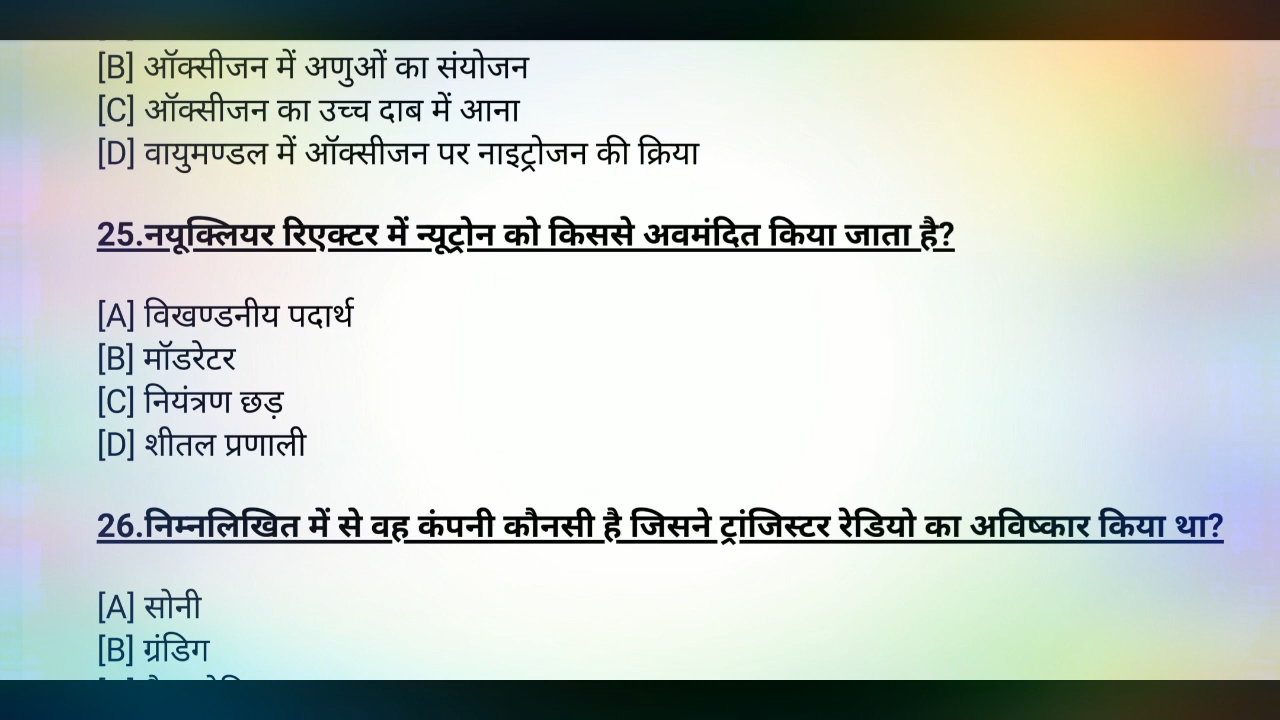 [B] ऑक्सीजन में अणुओं का संयोजन
[C] ऑक्सीजन का उच्च दाब में आना
[D] वायुमण्डल में ऑक्सीजन पर नाइट्रोजन की क्रिया
25.नयूक्लियर रिएक्टर में न्यूट्रोन को किससे अवमंदित किया जाता है?
[A] विखण्डनीय पदार्थ
[B] मॉडरेटर
[C] नियंत्रण छड़
[D] शीतल प्रणाली
26.निम्नलिखित में से वह कंपनी कौनसी है जिसने ट्रांजिस्टर रेडियो का अविष्कार किया था?
[A] सोनी
[B] ग्रंडिग